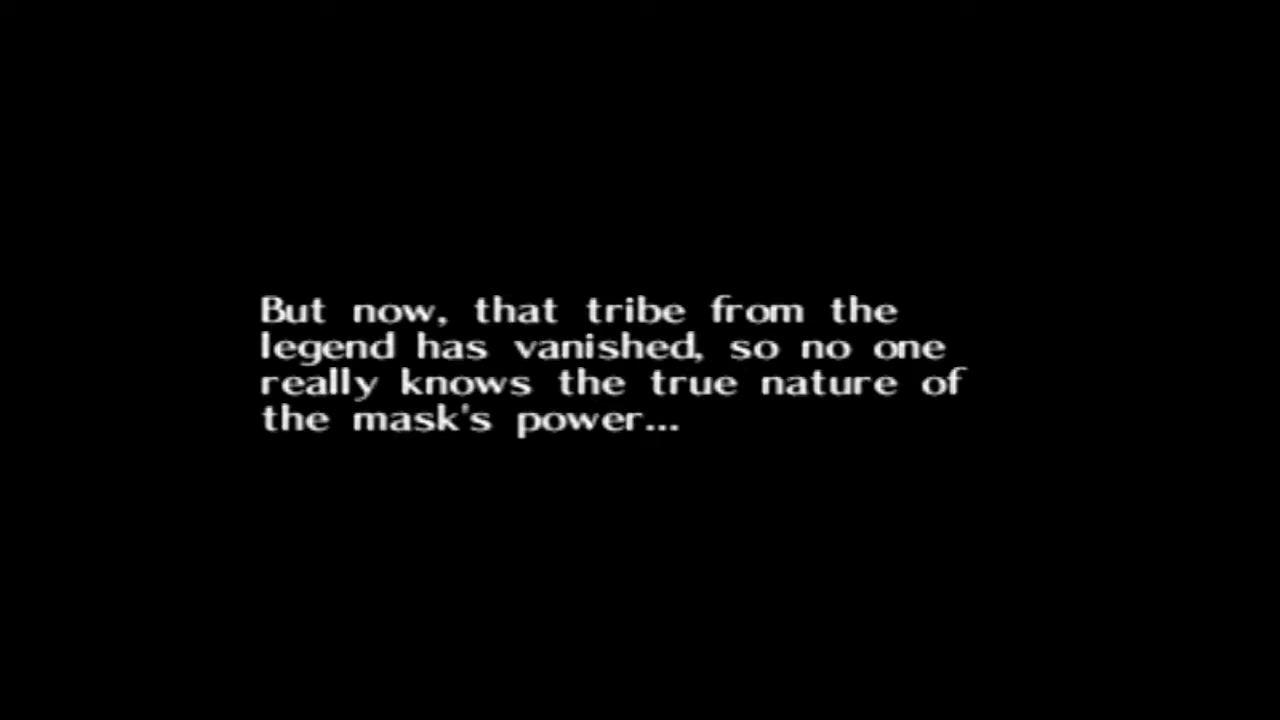 But now, that tribe from the
legend has vanished, so no one
really knows the true nature of
the mask's power...